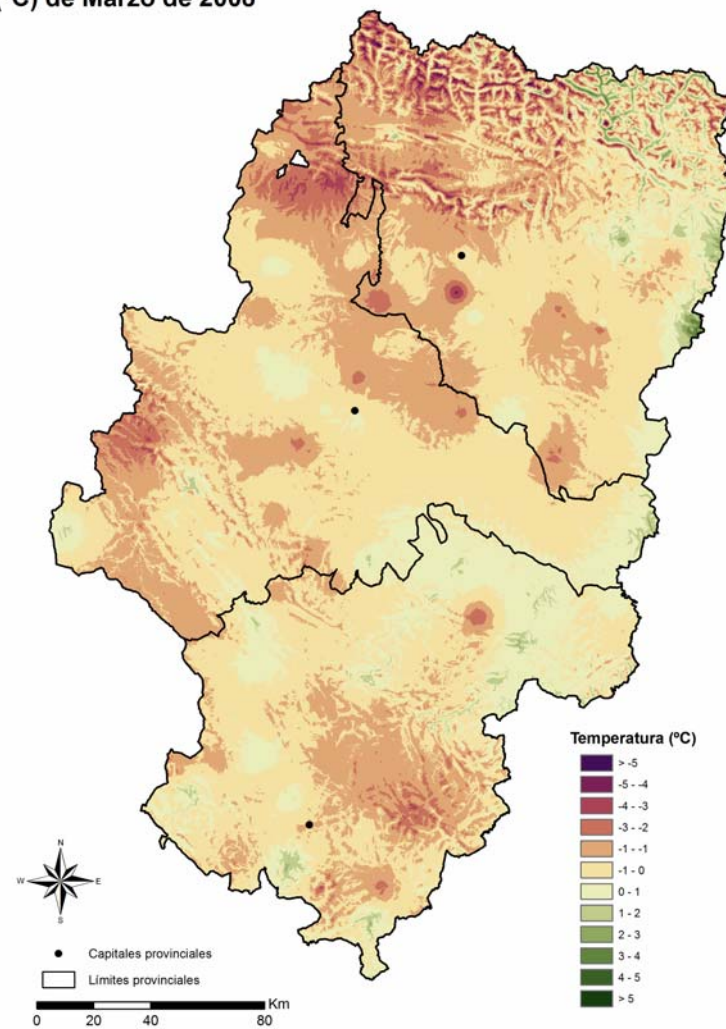 (°C) de Marzo de 2008
Temperatura (ºC)
> -5
-5 - -4
-4 - -3
-3 - -2
-1 - -1
-1 - 0
0 - 1
1 - 2
2 - 3
3 - 4
4 - 5
> 5
N
W
E
S
Capitales provinciales
Límites provinciales
Km
0 20 40 80